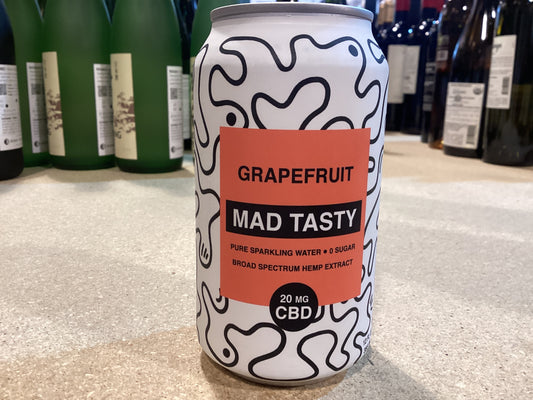 GRAPEFRUIT
MAD TASTY
PURE SPARKLING WATER • 0 SUGAR
BROAD SPECTRUM HEMP EXTRACT
20 MG
CBD